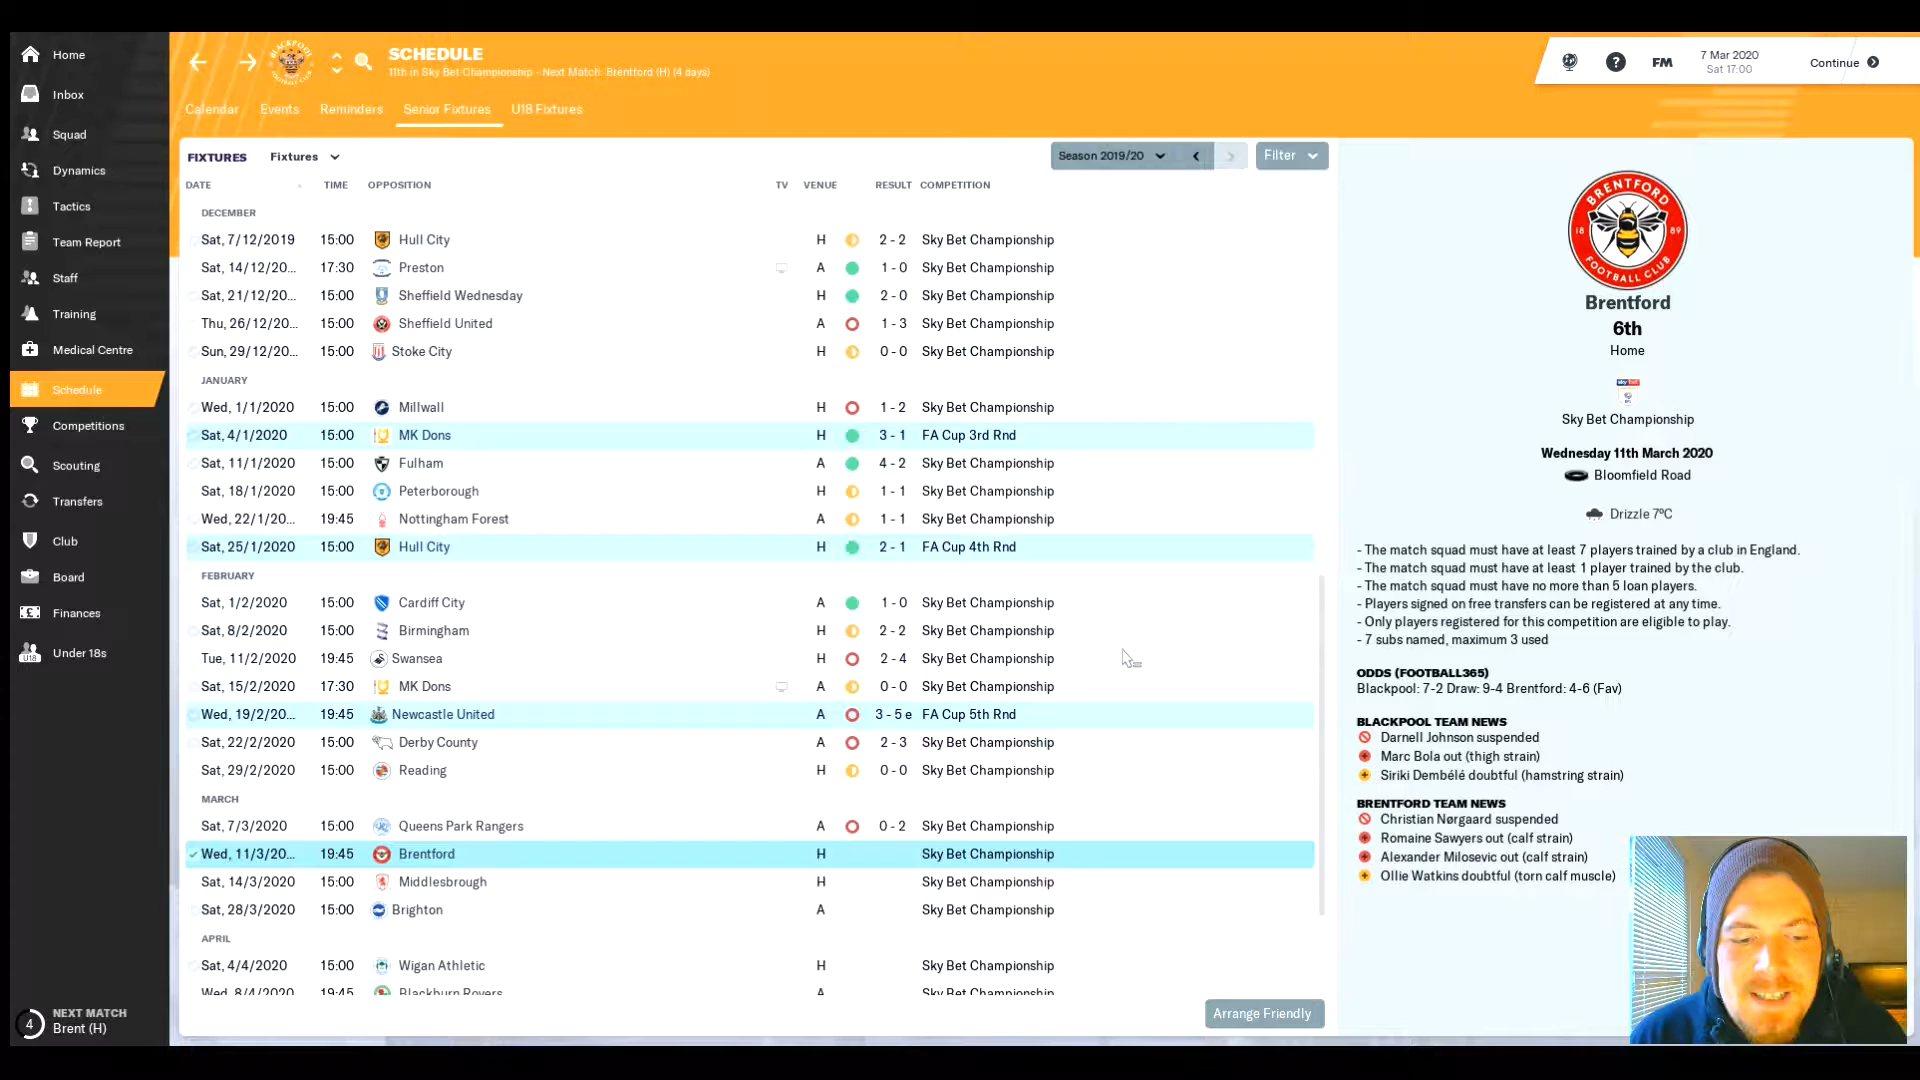 Home
Inbox
Squad
Dynamics
Tactics
Team Report
Staff
Training
Medical Centre
Schedule
Competitions
Scouting
Transfers
Club
Board
Finances
U18 Under 18s
4 NEXT MATCH
Brent (H)
SCHEDULE
11th in Sky Bet Championship - Next Match: Brentford (H) (4 days)
Calendar Events Reminders Senior Fixtures U18 Fixtures
? FM 7 Mar 2020
Sat 17:00
Continue
FIXTURES Fixtures Season 2019/20 Filter
DATE TIME OPPOSITION TV VENUE RESULT COMPETITION
DECEMBER
Sat, 7/12/2019 15:00 Hull City H 2 - 2 Sky Bet Championship
Sat, 14/12/20... 17:30 Preston A 1 - 0 Sky Bet Championship
Sat, 21/12/20... 15:00 Sheffield Wednesday H 2 - 0 Sky Bet Championship
Thu, 26/12/20... 15:00 Sheffield United A 1 - 3 Sky Bet Championship
Sun, 29/12/20... 15:00 Stoke City H 0 - 0 Sky Bet Championship
JANUARY
Wed, 1/1/2020 15:00 Millwall H 1 - 2 Sky Bet Championship
Sat, 4/1/2020 15:00 MK Dons H 3 - 1 FA Cup 3rd Rnd
Sat, 11/1/2020 15:00 Fulham A 4 - 2 Sky Bet Championship
Sat, 18/1/2020 15:00 Peterborough H 1 - 1 Sky Bet Championship
Wed, 22/1/20... 19:45 Nottingham Forest A 1 - 1 Sky Bet Championship
Sat, 25/1/2020 15:00 Hull City H 2 - 1 FA Cup 4th Rnd
FEBRUARY
Sat, 1/2/2020 15:00 Cardiff City A 1 - 0 Sky Bet Championship
Sat, 8/2/2020 15:00 Birmingham H 2 - 2 Sky Bet Championship
Tue, 11/2/2020 19:45 Swansea H 2 - 4 Sky Bet Championship
Sat, 15/2/2020 17:30 MK Dons A 0 - 0 Sky Bet Championship
Wed, 19/2/20... 19:45 Newcastle United A 3 - 5 e FA Cup 5th Rnd
Sat, 22/2/2020 15:00 Derby County A 2 - 3 Sky Bet Championship
Sat, 29/2/2020 15:00 Reading H 0 - 0 Sky Bet Championship
MARCH
Sat, 7/3/2020 15:00 Queens Park Rangers A 0 - 2 Sky Bet Championship
Wed, 11/3/20... 19:45 Brentford H Sky Bet Championship
Sat, 14/3/2020 15:00 Middlesbrough H Sky Bet Championship
Sat, 28/3/2020 15:00 Brighton A Sky Bet Championship
APRIL
Sat, 4/4/2020 15:00 Wigan Athletic H Sky Bet Championship
Wed, 8/4/2020 19:45 Blackburn Rovers A Sky Bet Championship
Arrange Friendly
BRENTFORD
18 89
FOOTBALL CLUB
Brentford
6th
Home
sky bet
Sky Bet Championship
Wednesday 11th March 2020
Bloomfield Road
Drizzle 7ºC
- The match squad must have at least 7 players trained by a club in England.
- The match squad must have at least 1 player trained by the club.
- The match squad must have no more than 5 loan players.
- Players signed on free transfers can be registered at any time.
- Only players registered for this competition are eligible to play.
- 7 subs named, maximum 3 used
ODDS (FOOTBALL365)
Blackpool: 7-2 Draw: 9-4 Brentford: 4-6 (Fav)
BLACKPOOL TEAM NEWS
Darnell Johnson suspended
Marc Bola out (thigh strain)
Siriki Dembélé doubtful (hamstring strain)
BRENTFORD TEAM NEWS
Christian Nørgaard suspended
Romaine Sawyers out (calf strain)
Alexander Milosevic out (calf strain)
Ollie Watkins doubtful (torn calf muscle)